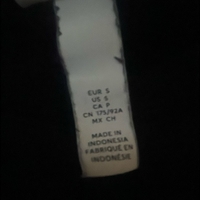 EUR S
US S
CA P
CN 175/92A
MX CH
MADE IN
INDONESIA
FABRIQUÉ EN
INDONÉSIE